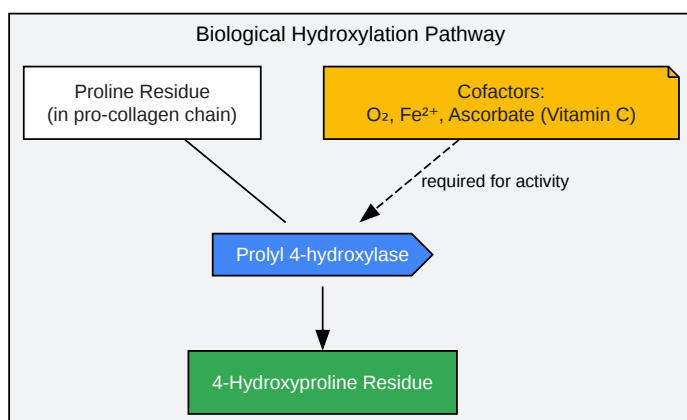 Biological Hydroxylation Pathway
Proline Residue
(in pro-collagen chain)
Cofactors:
O₂, Fe²⁺, Ascorbate (Vitamin C)
required for activity
Prolyl 4-hydroxylase
4-Hydroxyproline Residue